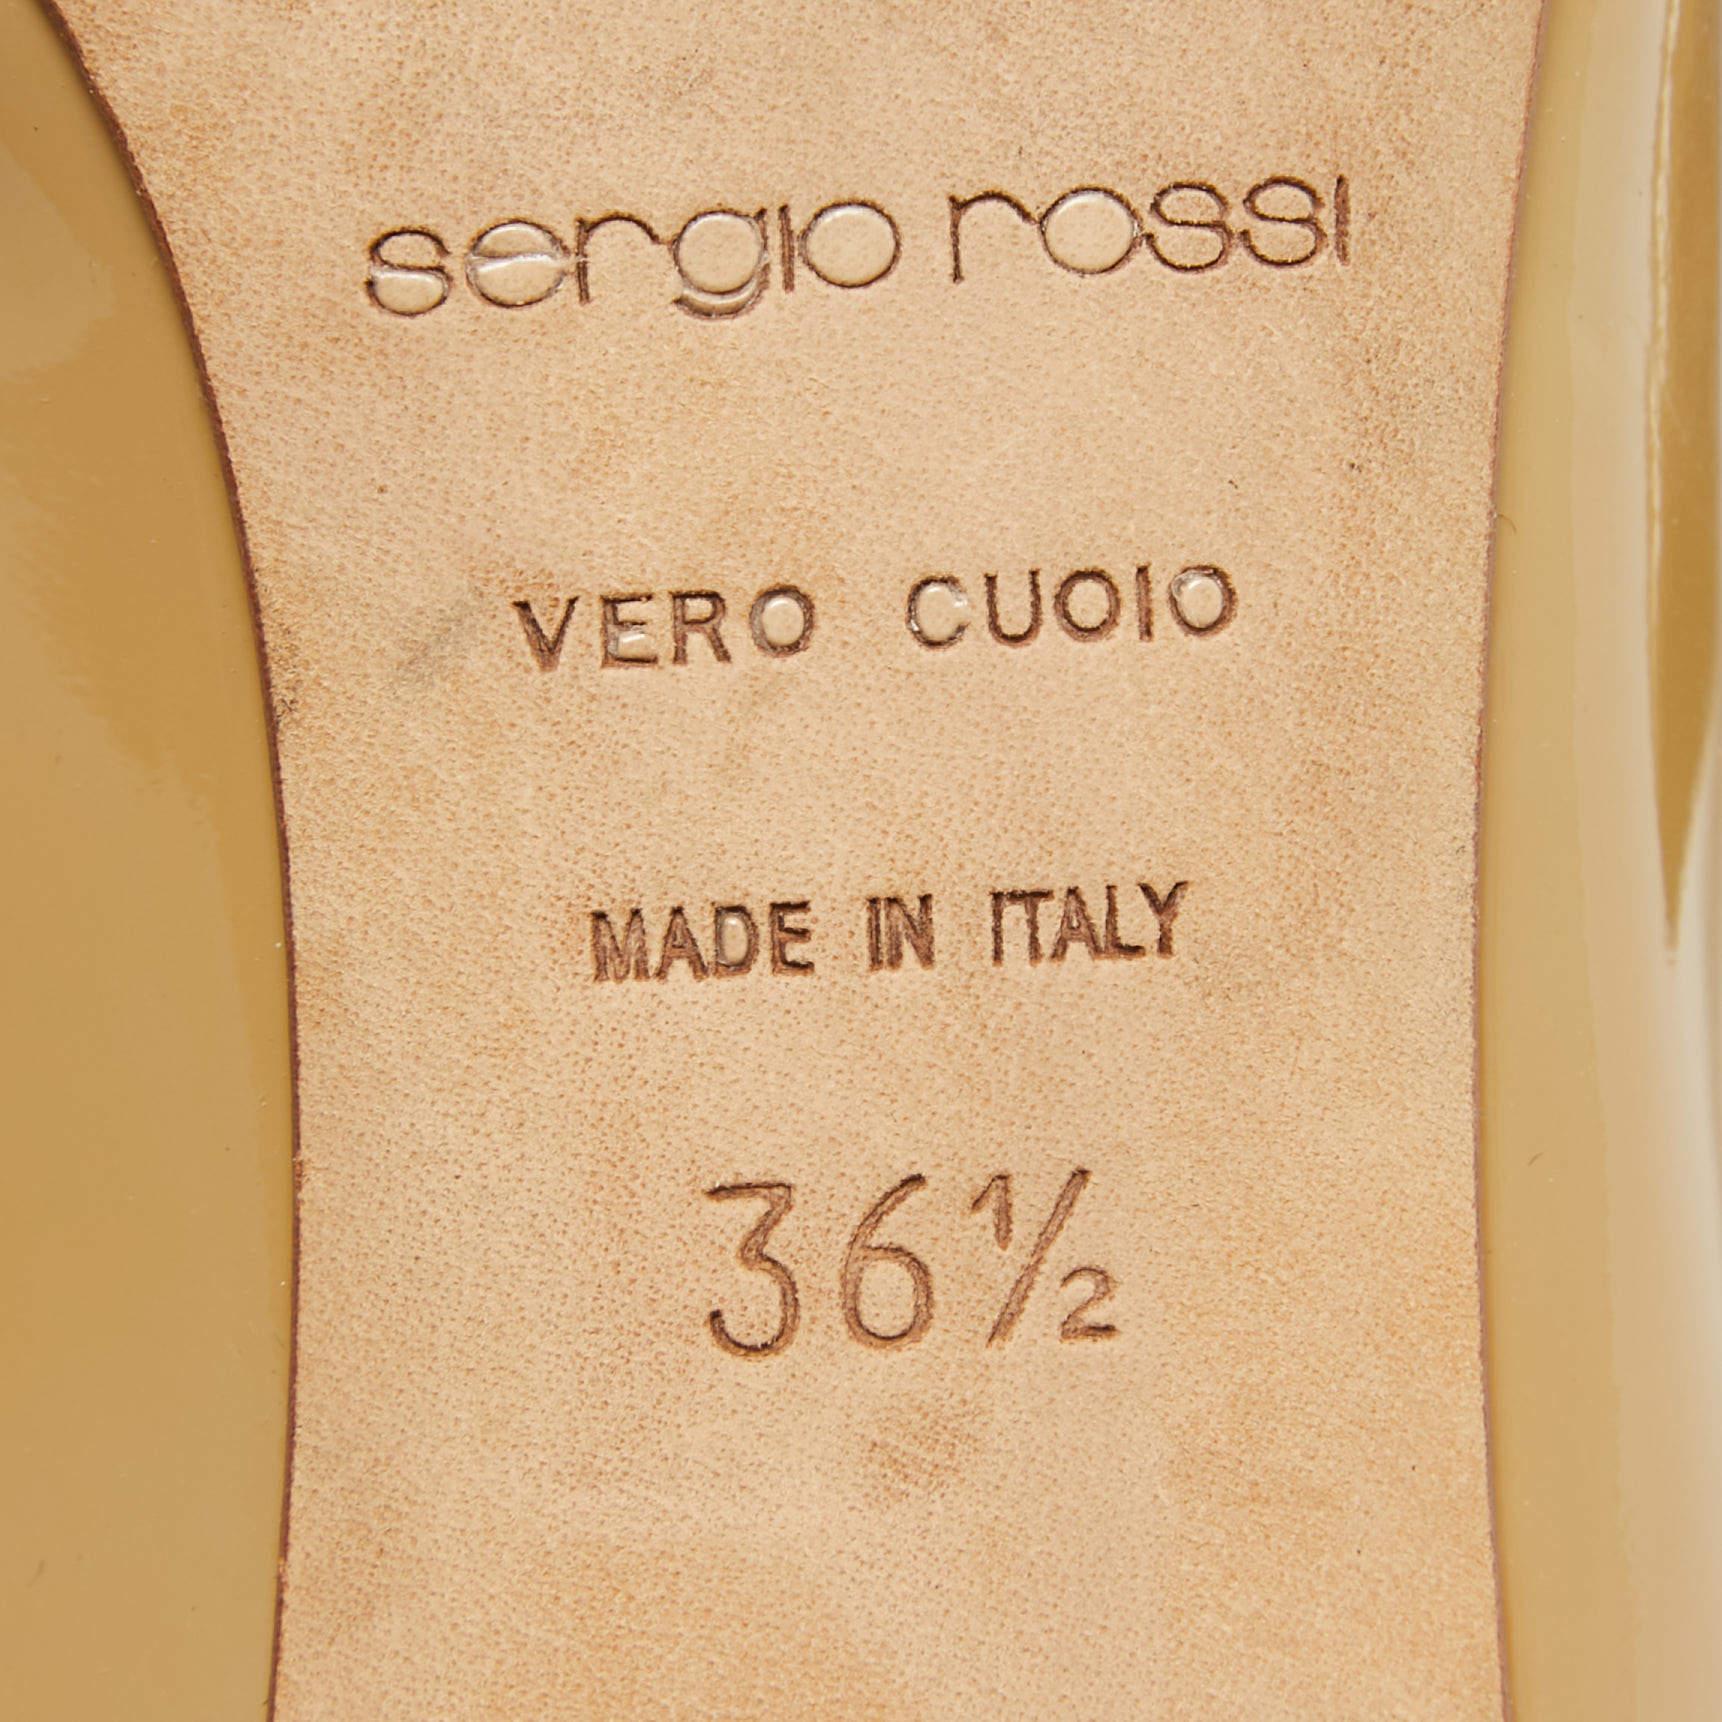 sergio rossi
VERO CUOIO
MADE IN ITALY
36½